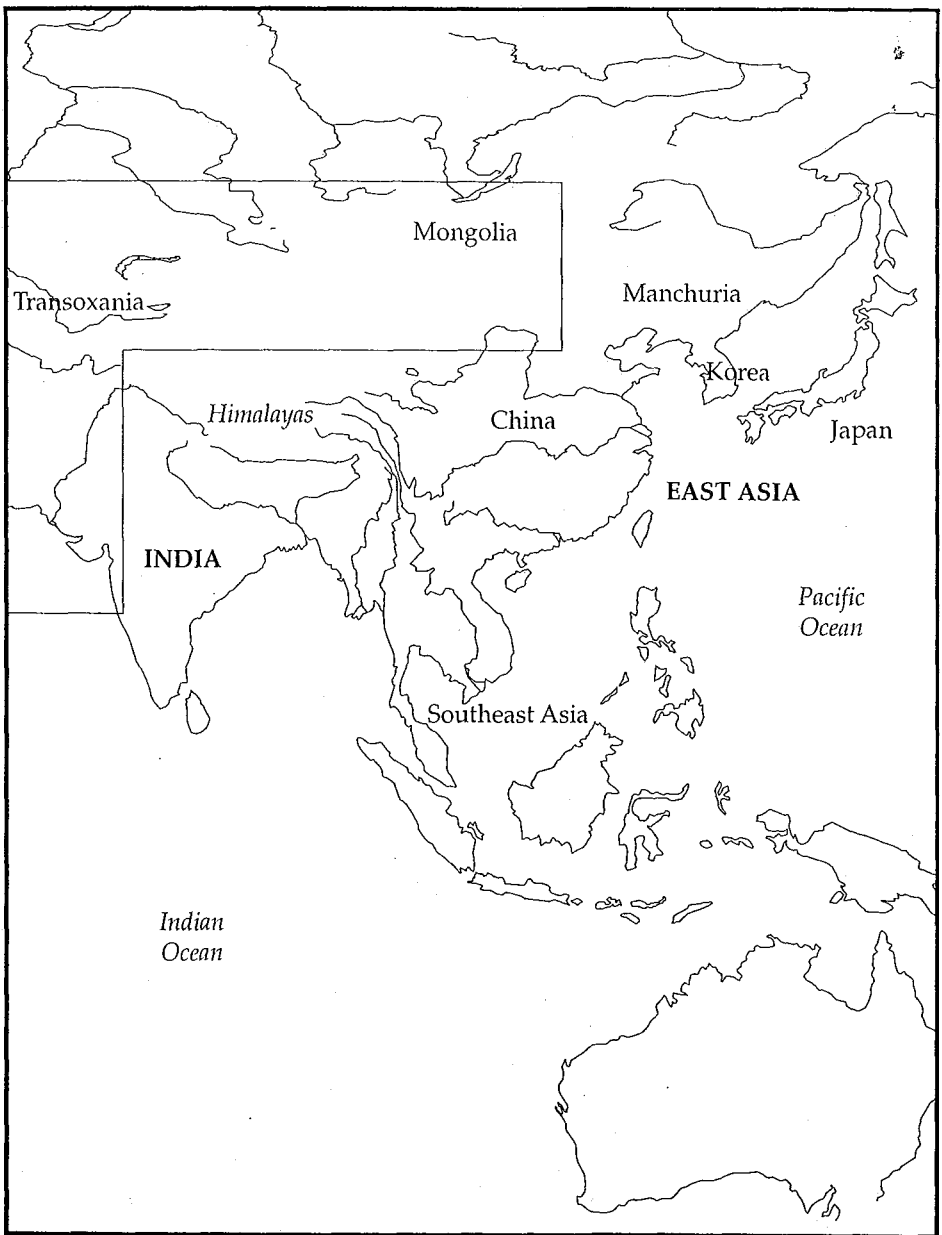 Mongolia
Transoxania
Manchuria
Korea
Himalayas
China
Japan
EAST ASIA
INDIA
Pacific
Ocean
Southeast Asia
Indian
Ocean